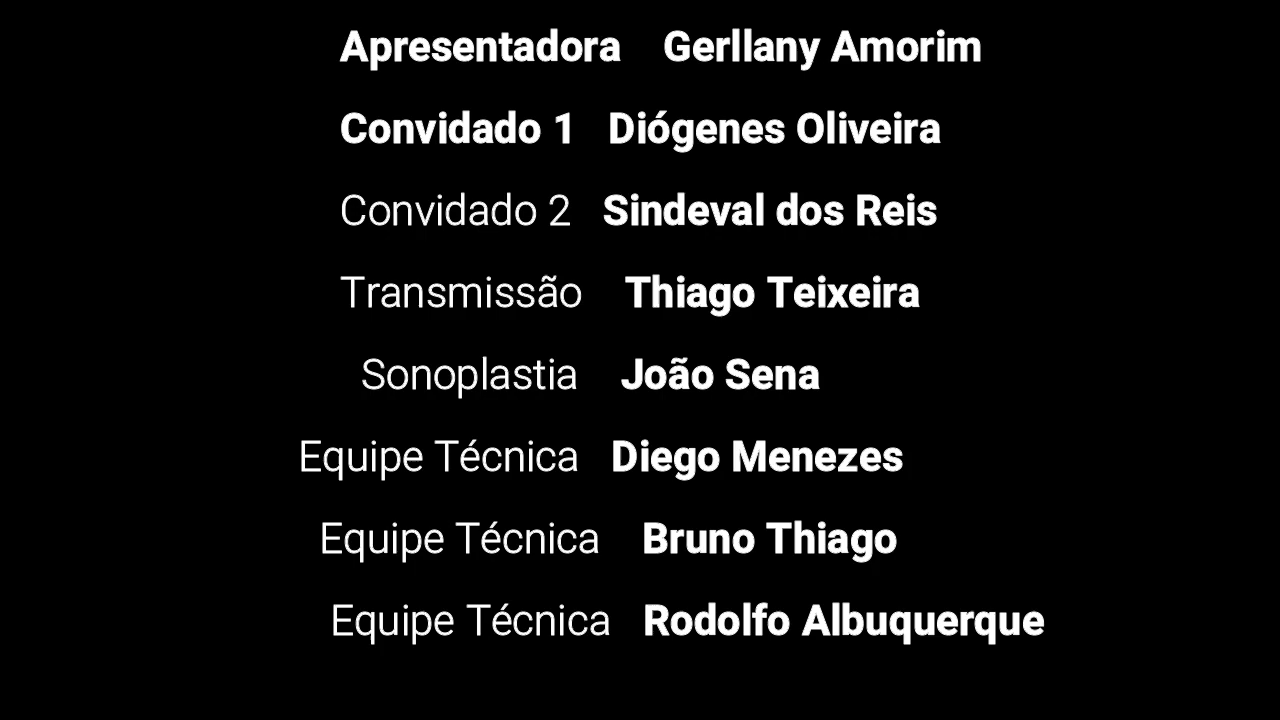 Apresentadora Gerllany Amorim
Convidado 1 Diógenes Oliveira
Convidado 2 Sindeval dos Reis
Transmissão Thiago Teixeira
Sonoplastia João Sena
Equipe Técnica Diego Menezes
Equipe Técnica Bruno Thiago
Equipe Técnica Rodolfo Albuquerque